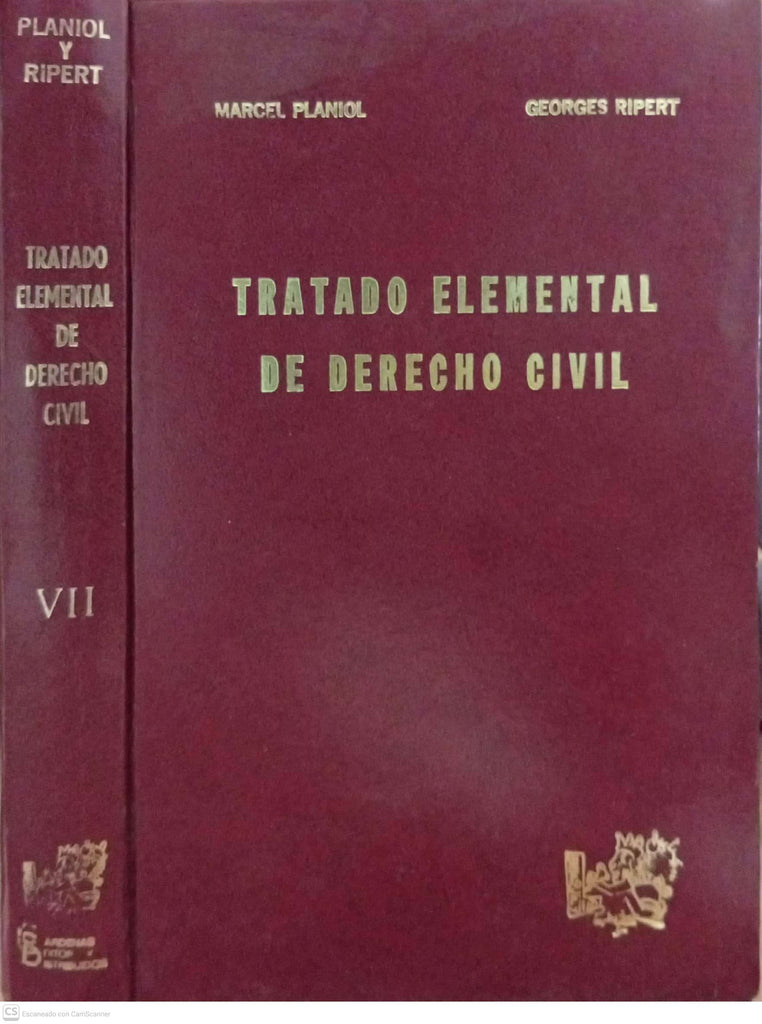 PLANIOL
Y
RIPERT
TRATADO
ELEMENTAL
DE
DERECHO
CIVIL
VII
MARCEL PLANIOL
GEORGES RIPERT
TRATADO ELEMENTAL
DE DERECHO CIVIL
CS Escaneado con CamScanner